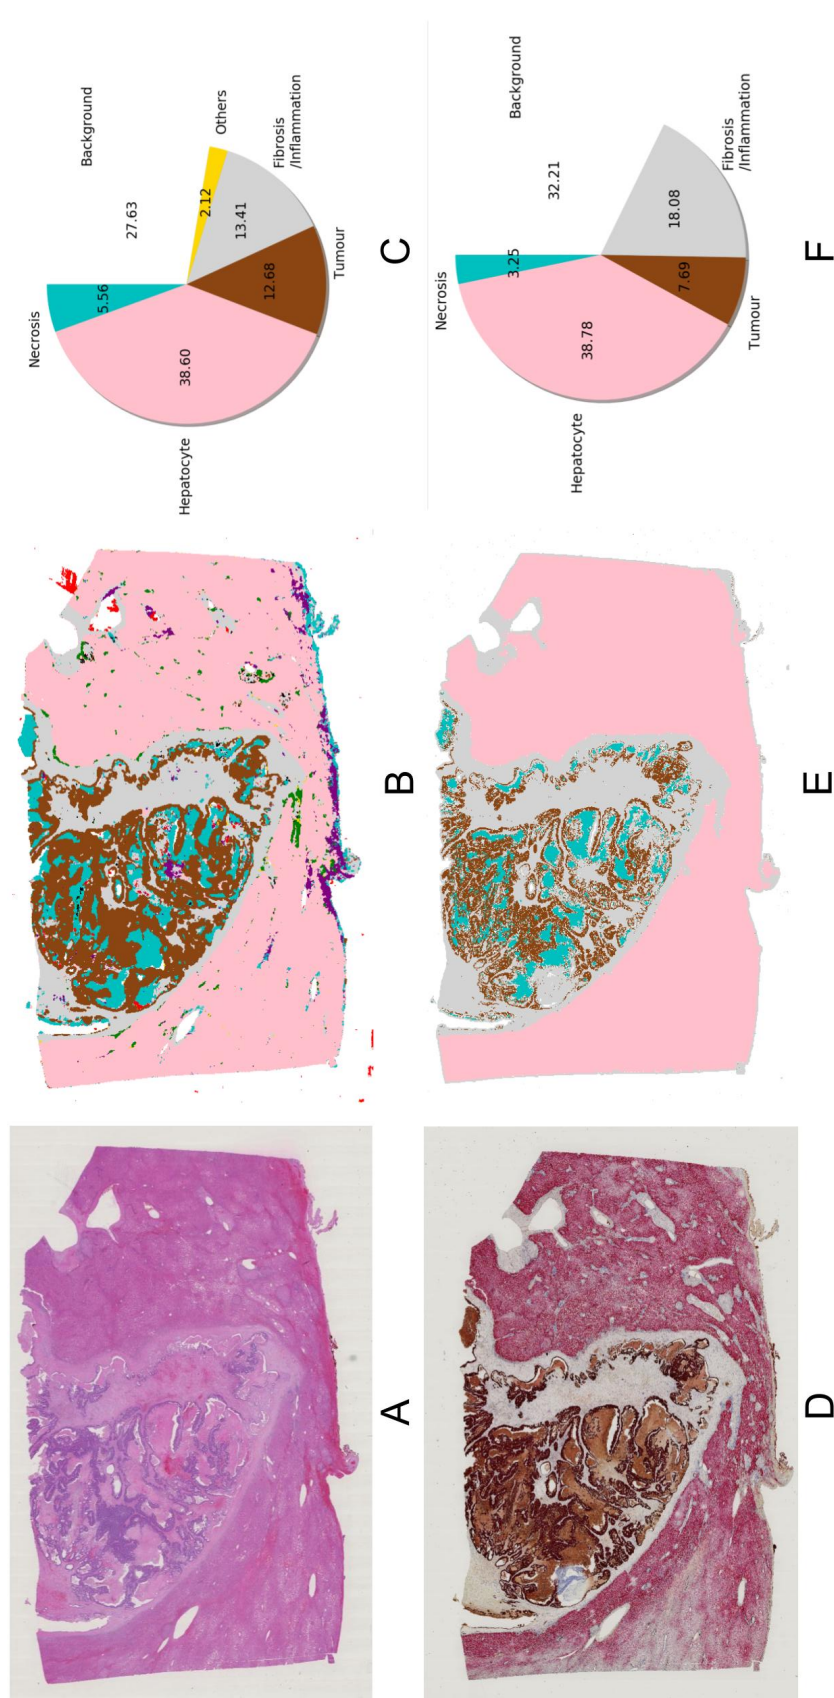 A
B
Background
27.63
Necrosis
5.56
Others
2.12
Fibrosis
/Inflammation
13.41
Tumour
12.68
38.60
Hepatocyte
C
D
E
Background
32.21
Necrosis
3.25
Fibrosis
/Inflammation
18.08
Tumour
7.69
38.78
Hepatocyte
F